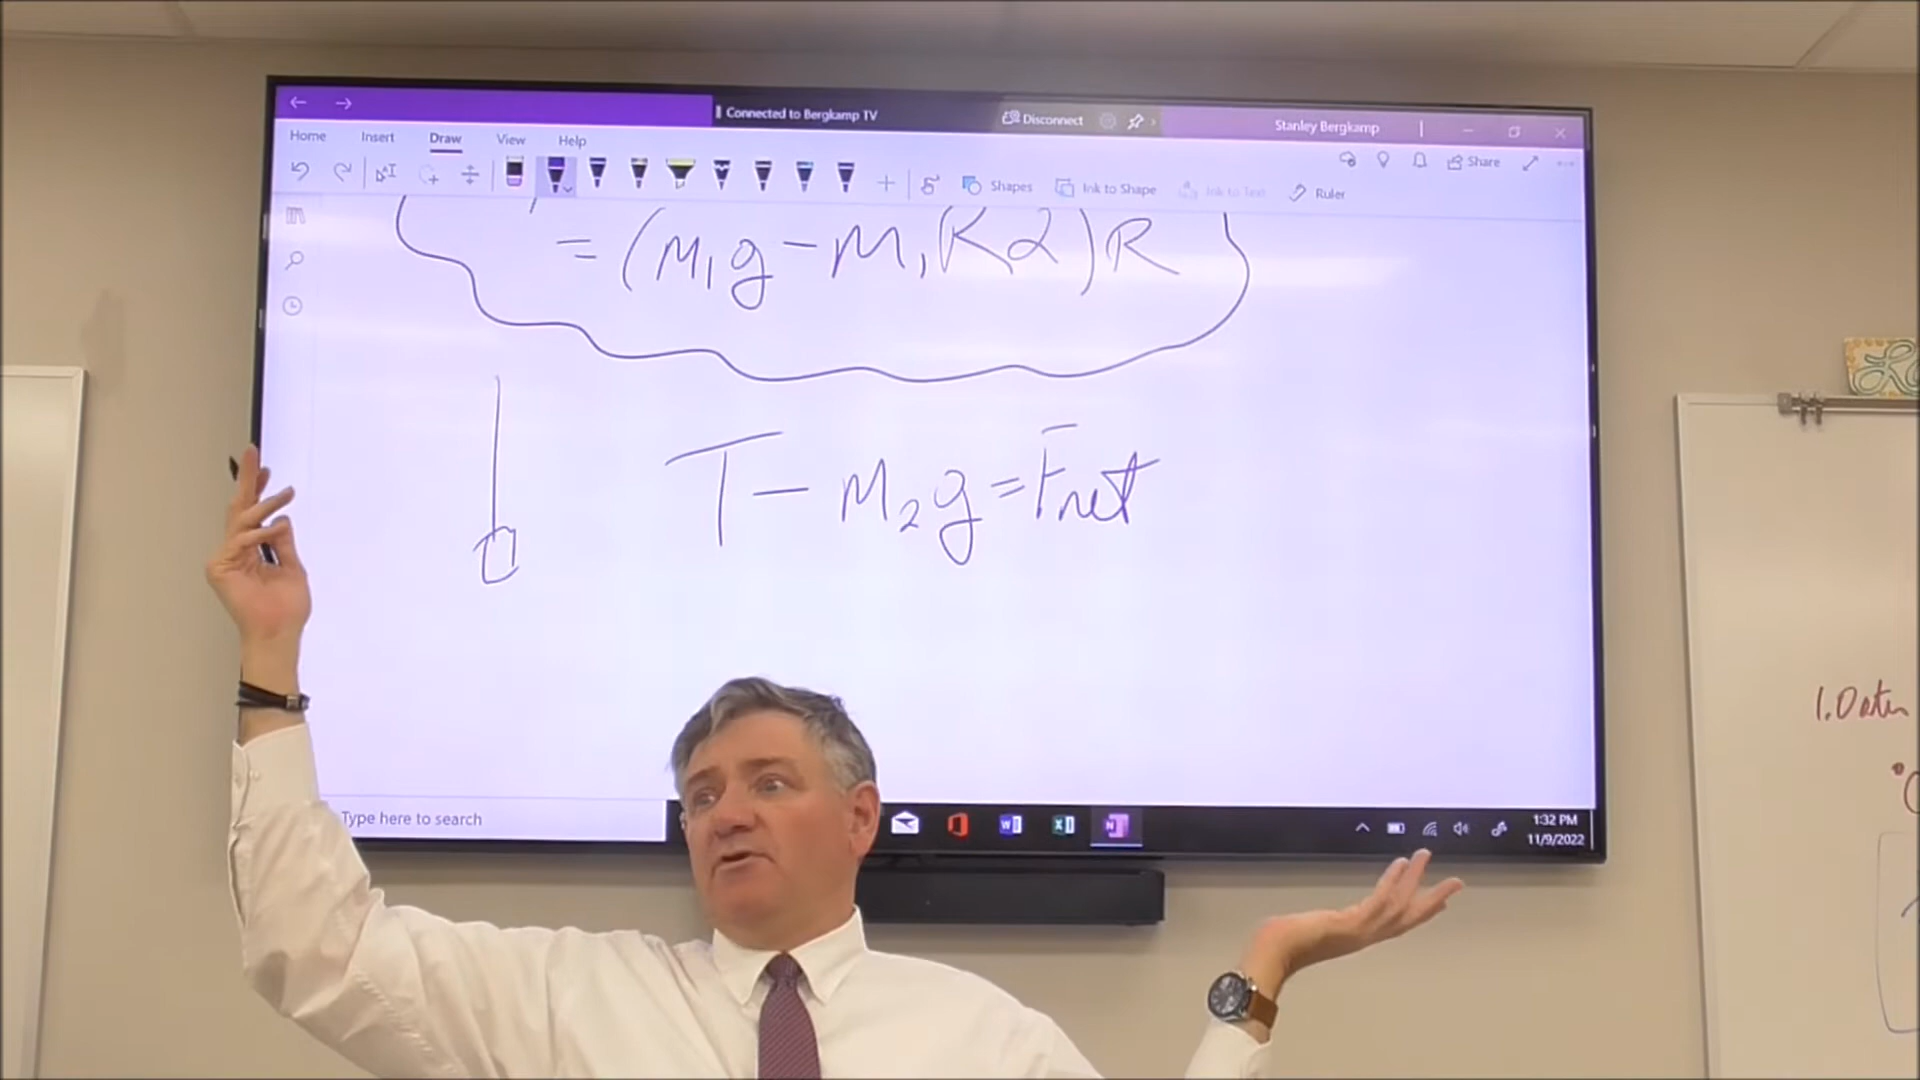 Connected to Bergkamp TV
Disconnect
Stanley Bergkamp
Home Insert Draw View Help
Share
Shapes Ink to Shape Ink to Text Ruler
= (M₁g - M₁Rα)R
T - M₂g = Fnet
1.
Type here to search
1:32 PM
11/9/2022